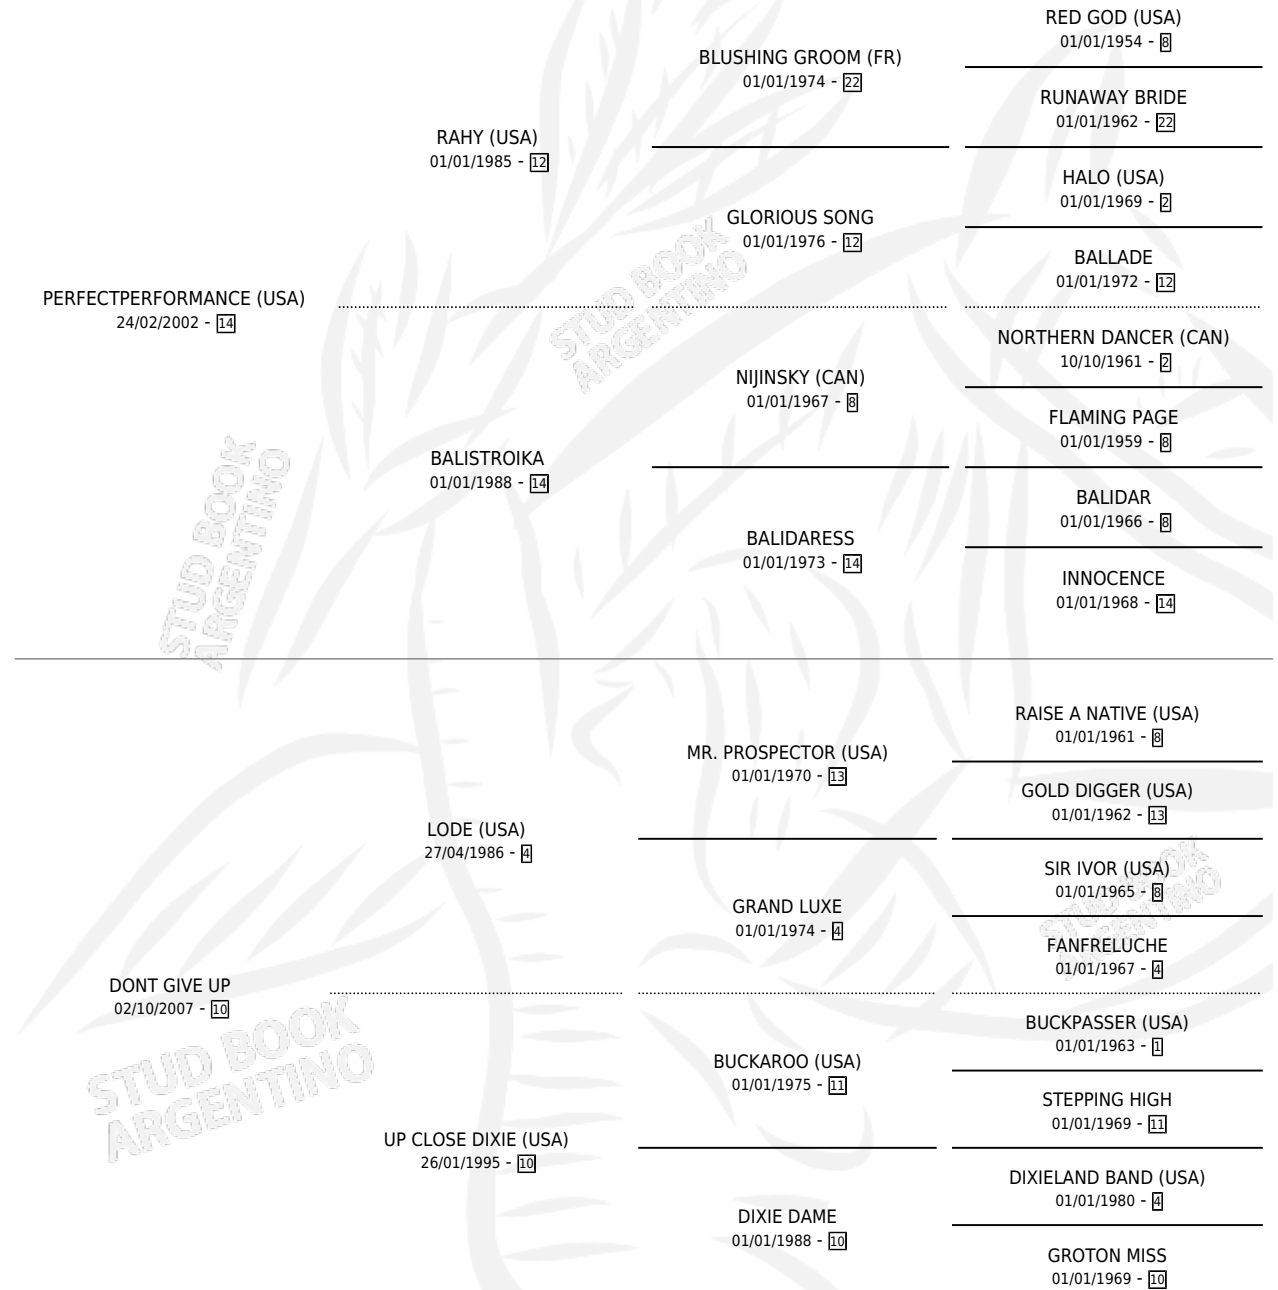 RED GOD (USA)
01/01/1954 - 8
BLUSHING GROOM (FR)
01/01/1974 - 22
RUNAWAY BRIDE
01/01/1962 - 22
RAHY (USA)
01/01/1985 - 12
HALO (USA)
01/01/1969 - 2
GLORIOUS SONG
01/01/1976 - 12
BALLADE
01/01/1972 - 12
PERFECTPERFORMANCE (USA)
24/02/2002 - 14
NORTHERN DANCER (CAN)
10/10/1961 - 2
NIJINSKY (CAN)
01/01/1967 - 8
FLAMING PAGE
01/01/1959 - 8
BALISTROIKA
01/01/1988 - 14
BALIDAR
01/01/1966 - 8
BALIDARESS
01/01/1973 - 14
INNOCENCE
01/01/1968 - 14
STUD BOOK
ARGENTINO
STUD BOOK
ARGENTINO
RAISE A NATIVE (USA)
01/01/1961 - 8
MR. PROSPECTOR (USA)
01/01/1970 - 13
GOLD DIGGER (USA)
01/01/1962 - 13
LODE (USA)
27/04/1986 - 4
SIR IVOR (USA)
01/01/1965 - 8
GRAND LUXE
01/01/1974 - 4
FANFRELUCHE
01/01/1967 - 4
DONT GIVE UP
02/10/2007 - 10
BUCKPASSER (USA)
01/01/1963 - 1
BUCKAROO (USA)
01/01/1975 - 11
STEPPING HIGH
01/01/1969 - 11
UP CLOSE DIXIE (USA)
26/01/1995 - 10
DIXIELAND BAND (USA)
01/01/1980 - 4
DIXIE DAME
01/01/1988 - 10
GROTON MISS
01/01/1969 - 10
STUD BOOK
ARGENTINO
STUD BOOK
ARGENTINO